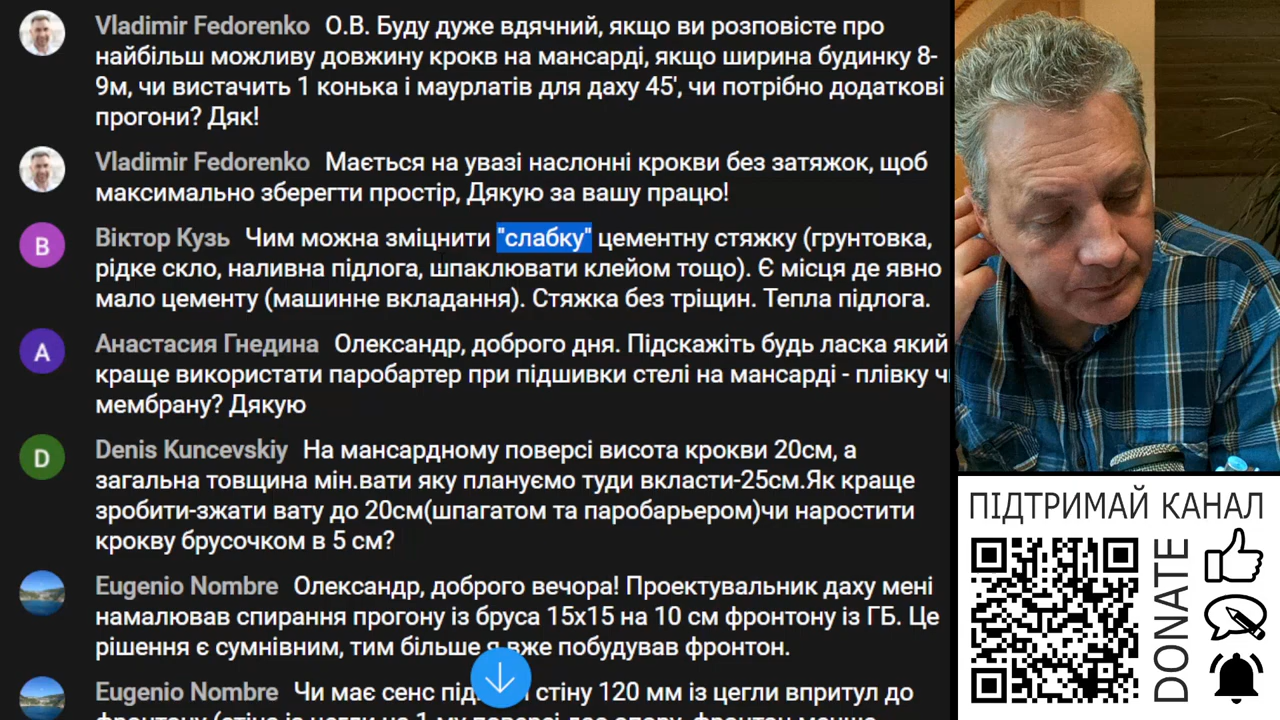 Vladimir Fedorenko О.В. Буду дуже вдячний, якщо ви розповісте про
найбільш можливу довжину крокв на мансарді, якщо ширина будинку 8-
9м, чи вистачить 1 конька і маурлатів для даху 45', чи потрібно додаткові
прогони? Дяк!
Vladimir Fedorenko Мається на увазі наслонні крокви без затяжок, щоб
максимально зберегти простір, Дякую за вашу працю!
В
Віктор Кузь Чим можна зміцнити "слабку" цементну стяжку (грунтовка,
рідке скло, наливна підлога, шпаклювати клейом тощо). Є місця де явно
мало цементу (машинне вкладання). Стяжка без тріщин. Тепла підлога.
А
Анастасия Гнедина Олександр, доброго дня. Підскажіть будь ласка який
краще використати паробартер при підшивки стелі на мансарді - плівку
мембрану? Дякую
D
Denis Kuncevskiy На мансардному поверсі висота крокви 20см, а
загальна товщина мін.вати яку плануємо туди вкласти-25см.Як краще
зробити-зжати вату до 20см(шпагатом та паробарьером)чи наростити
крокву брусочком в 5 см?
Eugenio Nombre Олександр, доброго вечора! Проектувальник даху мені
намалював спирання прогону із бруса 15х15 на 10 см фронтону із ГБ. Це
рішення є сумнівним, тим більше я вже побудував фронтон.
Eugenio Nombre Чи має сенс стіну 120 мм із цегли впритул до
ПІДТРИМАЙ КАНАЛ
DONATE